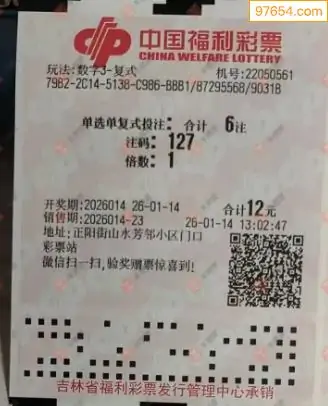 97654.com
中国福利彩票
CHINA WELFARE LOTTERY
玩法:数字3-复式 机号:22050561
79B2-2C14-5138-C986-BBB1/87295568/9031B
单选单复式投注: 合计 6注
注码: 127
倍数: 1
开奖期:2026014 26-01-14 合计12元
销售期:2026014-23 26-01-14 13:02:47
地址:正阳街山水芳邻小区门口
彩票站
微信扫一扫,验奖赠票惊喜到!
吉林省福利彩票发行管理中心承销